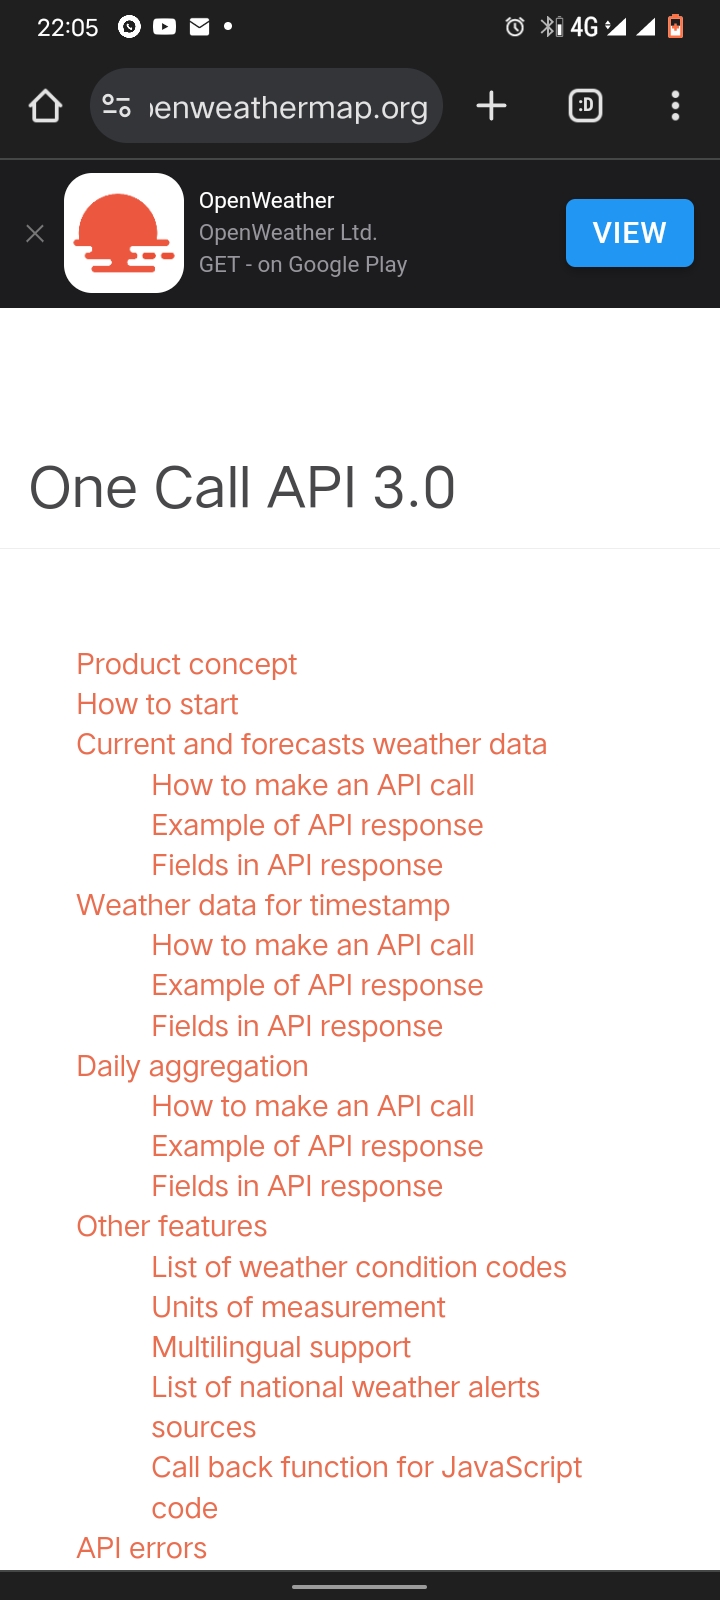 22:05
4G
enweathermap.org
:D
OpenWeather
OpenWeather Ltd.
GET - on Google Play
VIEW
One Call API 3.0
Product concept
How to start
Current and forecasts weather data
How to make an API call
Example of API response
Fields in API response
Weather data for timestamp
How to make an API call
Example of API response
Fields in API response
Daily aggregation
How to make an API call
Example of API response
Fields in API response
Other features
List of weather condition codes
Units of measurement
Multilingual support
List of national weather alerts
sources
Call back function for JavaScript
code
API errors